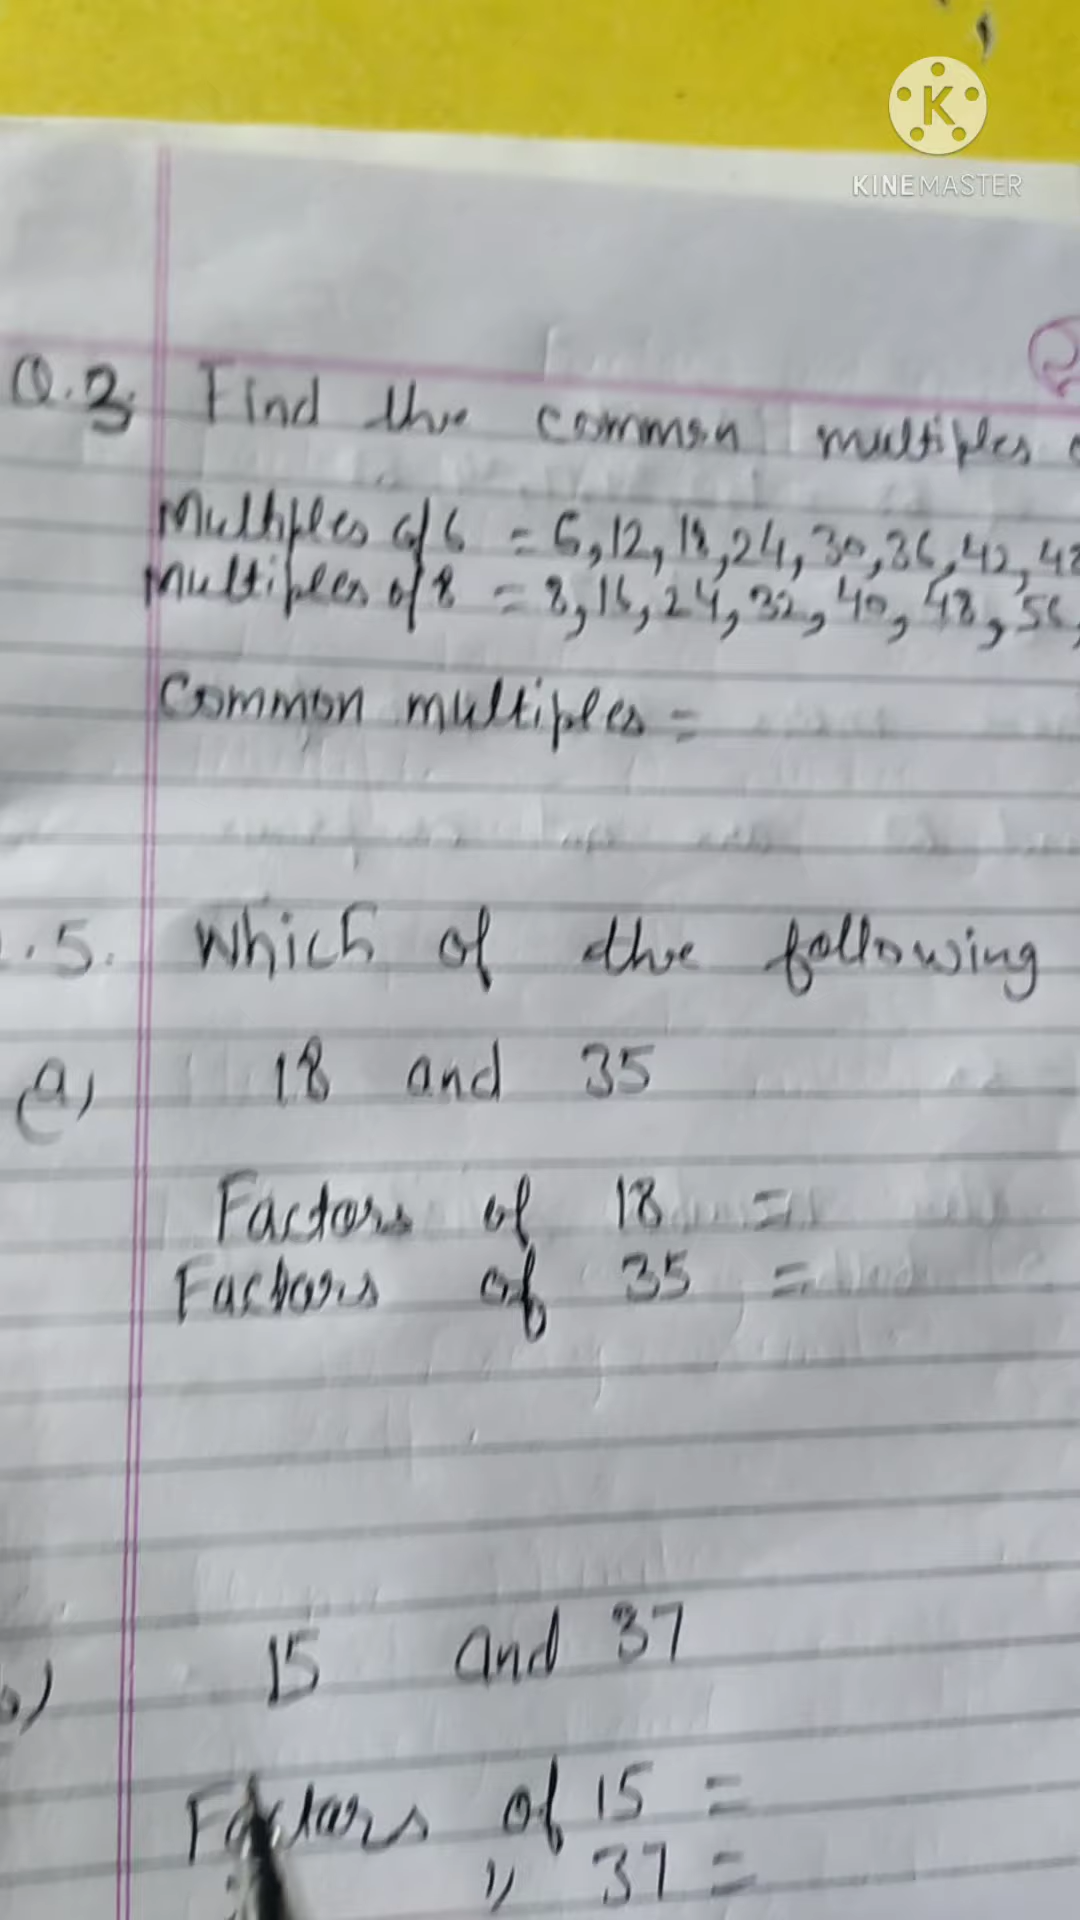 KINEMASTER
Q.3. Find the common multiples
Multiples of 6 = 6, 12, 18, 24, 30, 36, 42, 48
Multiples of 8 = 8, 16, 24, 32, 40, 48, 56,
Common multiples =
.5. Which of the following
(a) 18 and 35
Factors of 18 =
Factors of 35 =
b) 15 and 37
Factors of 15 =
" 37 =